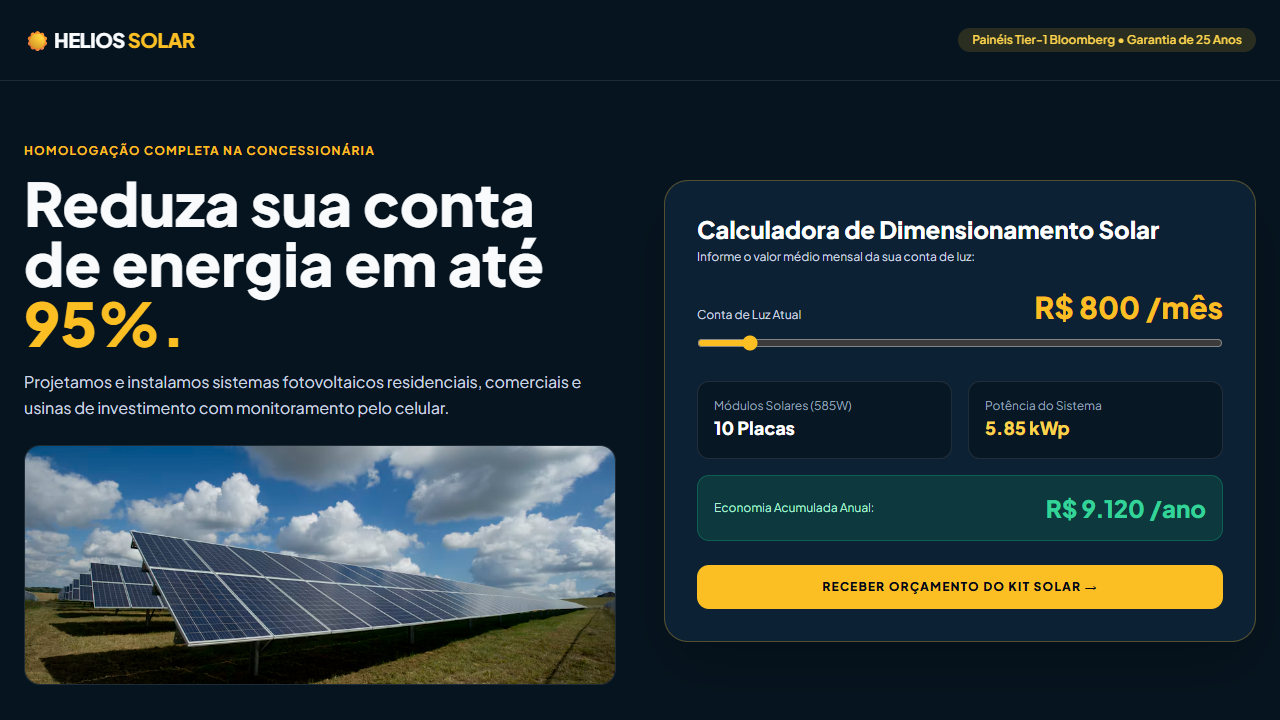 HELIOS SOLAR
Painéis Tier-1 Bloomberg • Garantia de 25 Anos
HOMOLOGAÇÃO COMPLETA NA CONCESSIONÁRIA
Reduza sua conta
de energia em até
95%.
Projetamos e instalamos sistemas fotovoltaicos residenciais, comerciais e
usinas de investimento com monitoramento pelo celular.
Calculadora de Dimensionamento Solar
Informe o valor médio mensal da sua conta de luz:
Conta de Luz Atual
R$ 800 /mês
Módulos Solares (585W)
10 Placas
Potência do Sistema
5.85 kWp
Economia Acumulada Anual:
R$ 9.120 /ano
RECEBER ORÇAMENTO DO KIT SOLAR →